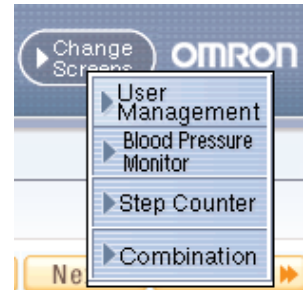 Change
Screens
OMRON
User
Management
Blood Pressure
Monitor
Step Counter
Combination
Ne